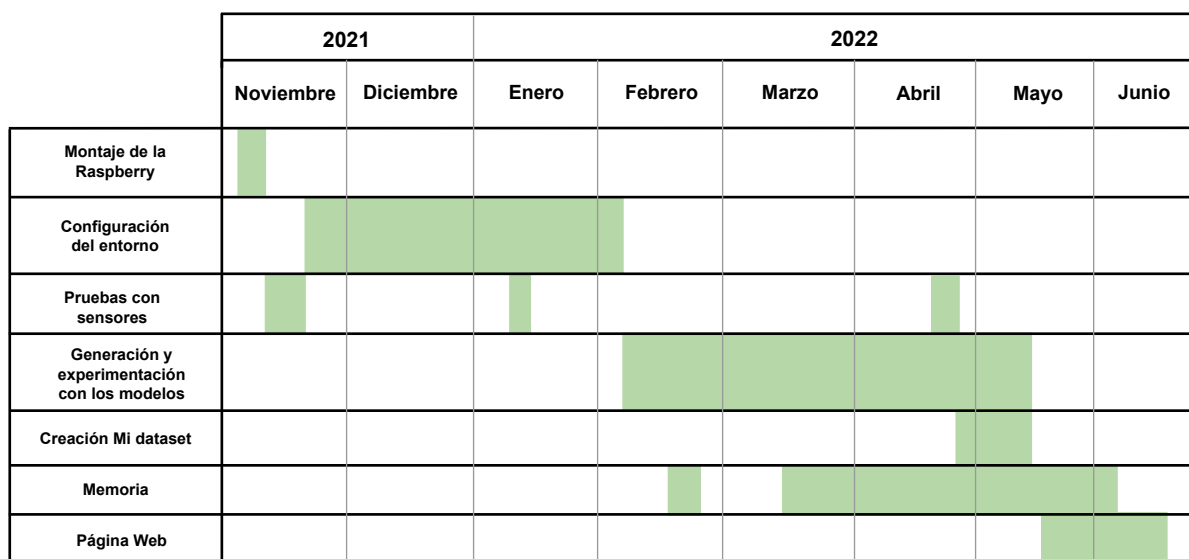 2021 2022
Noviembre Diciembre Enero Febrero Marzo Abril Mayo Junio
Montaje de la
Raspberry
Configuración
del entorno
Pruebas con
sensores
Generación y
experimentación
con los modelos
Creación Mi dataset
Memoria
Página Web